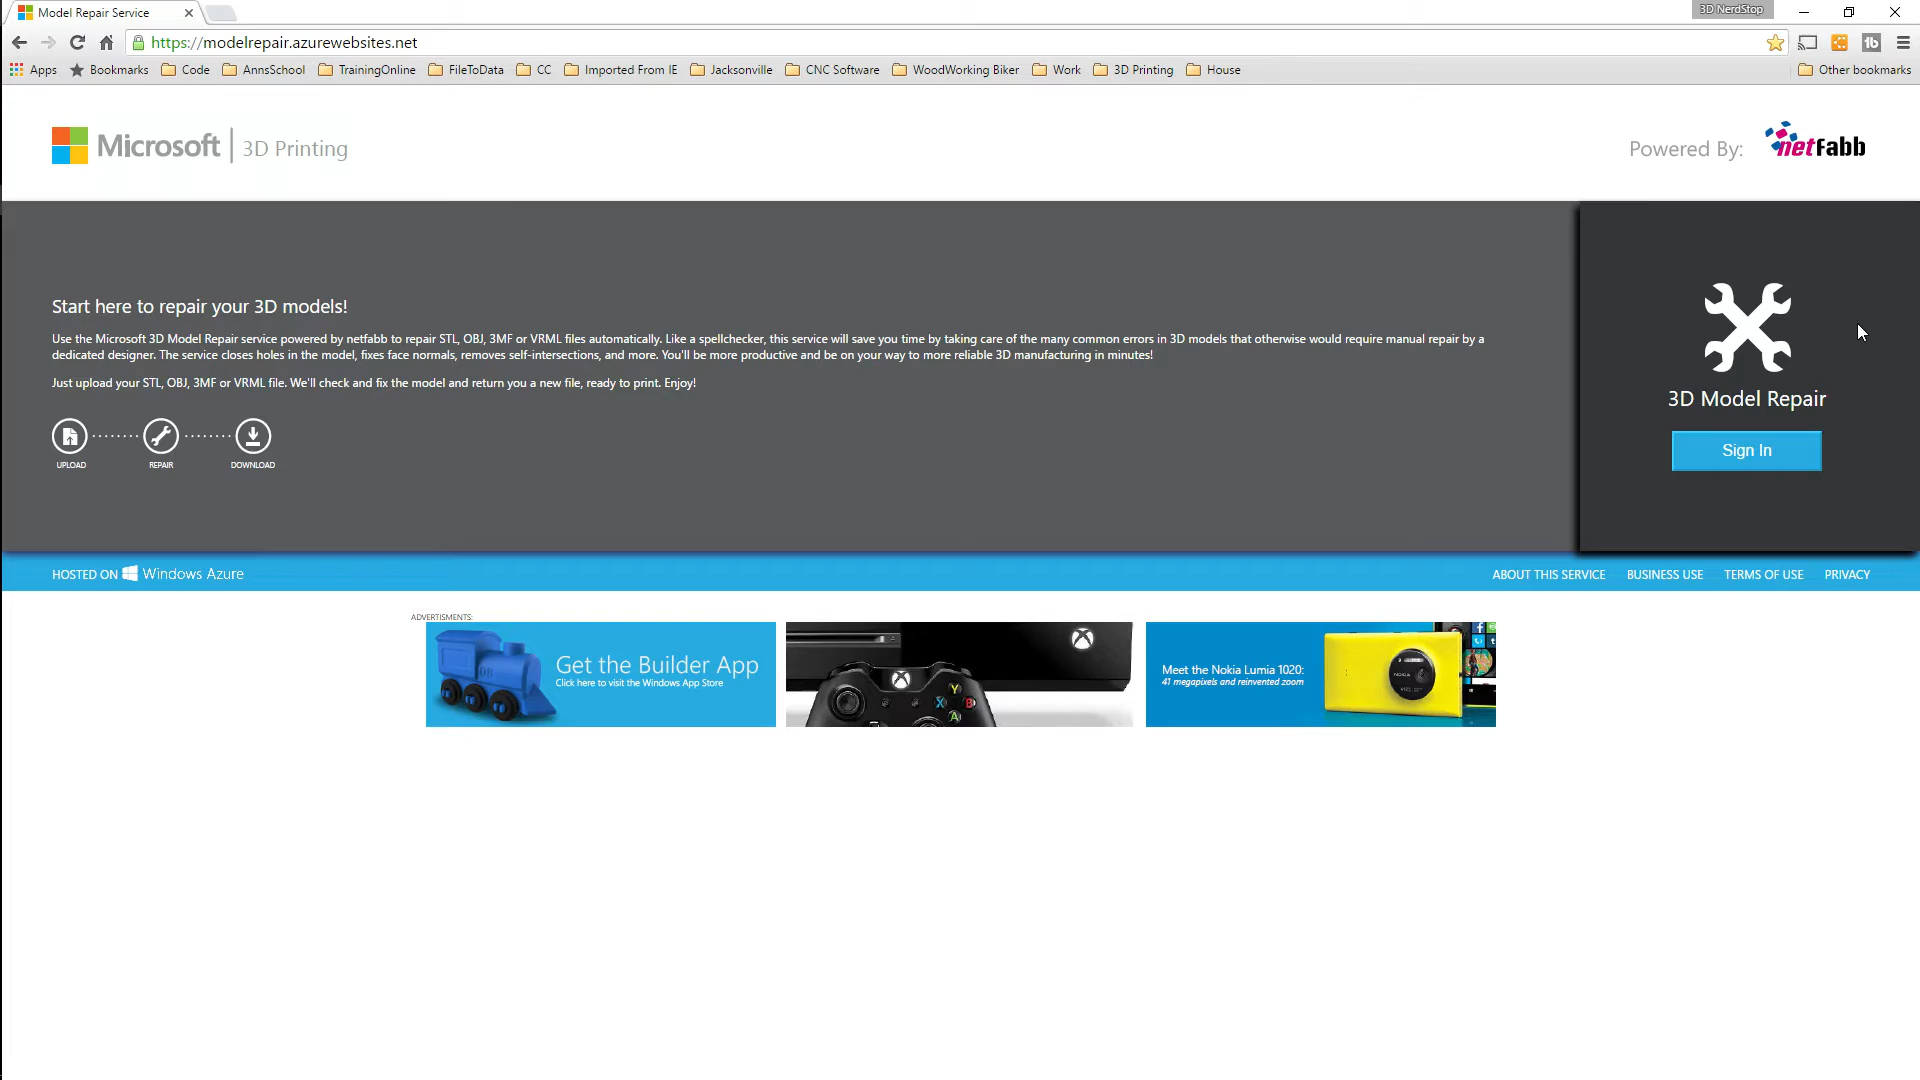 Model Repair Service
3D NerdStop
https://modelrepair.azurewebsites.net
Apps Bookmarks Code AnnsSchool TrainingOnline FileToData CC Imported From IE Jacksonville CNC Software WoodWorking Biker Work 3D Printing House Other bookmarks
Microsoft 3D Printing
Powered By: netfabb
Start here to repair your 3D models!
Use the Microsoft 3D Model Repair service powered by netfabb to repair STL, OBJ, 3MF or VRML files automatically. Like a spellchecker, this service will save you time by taking care of the many common errors in 3D models that otherwise would require manual repair by a
dedicated designer. The service closes holes in the model, fixes face normals, removes self-intersections, and more. You'll be more productive and be on your way to more reliable 3D manufacturing in minutes!
Just upload your STL, OBJ, 3MF or VRML file. We'll check and fix the model and return you a new file, ready to print. Enjoy!
UPLOAD REPAIR DOWNLOAD
3D Model Repair
Sign In
HOSTED ON Windows Azure
ABOUT THIS SERVICE BUSINESS USE TERMS OF USE PRIVACY
ADVERTISMENTS:
Get the Builder App
Click here to visit the Windows App Store
Y
X B
A
Meet the Nokia Lumia 1020:
41 megapixels and reinvented zoom
NOKIA